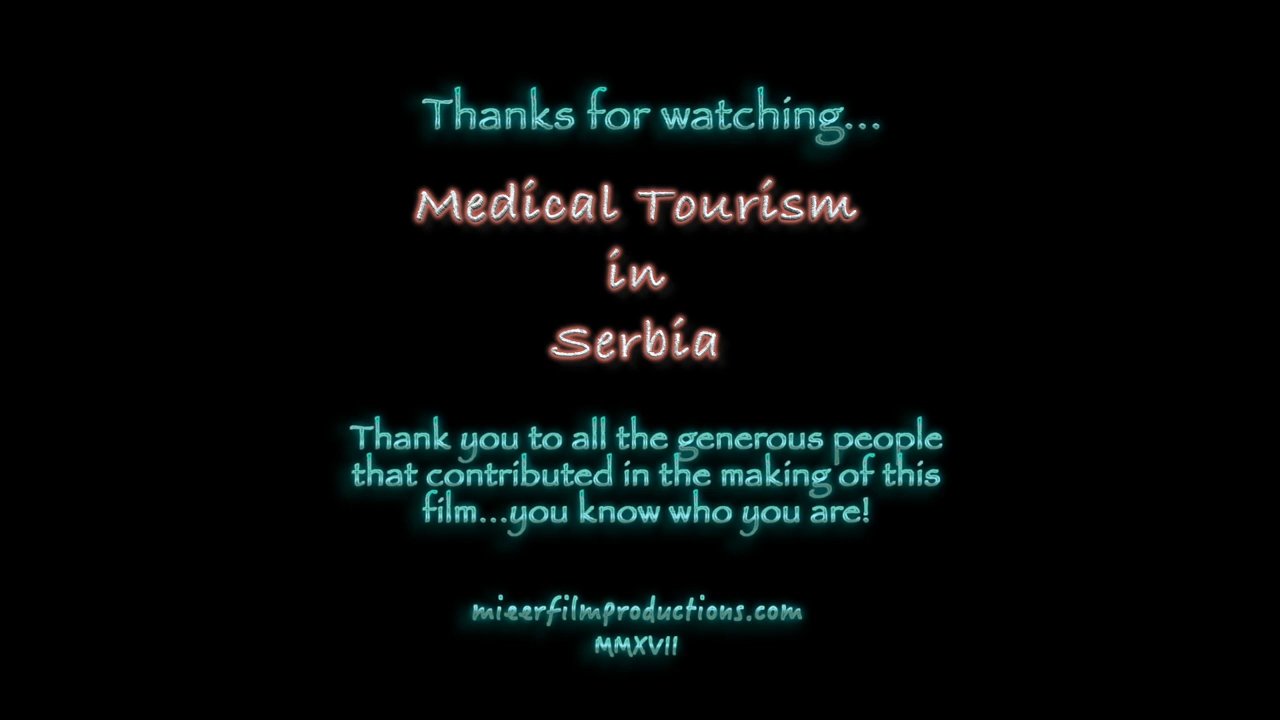 Thanks for watching...
Medical Tourism
in
Serbia
Thank you to all the generous people
that contributed in the making of this
film...you know who you are!
mieerfilmproductions.com
MMXVII